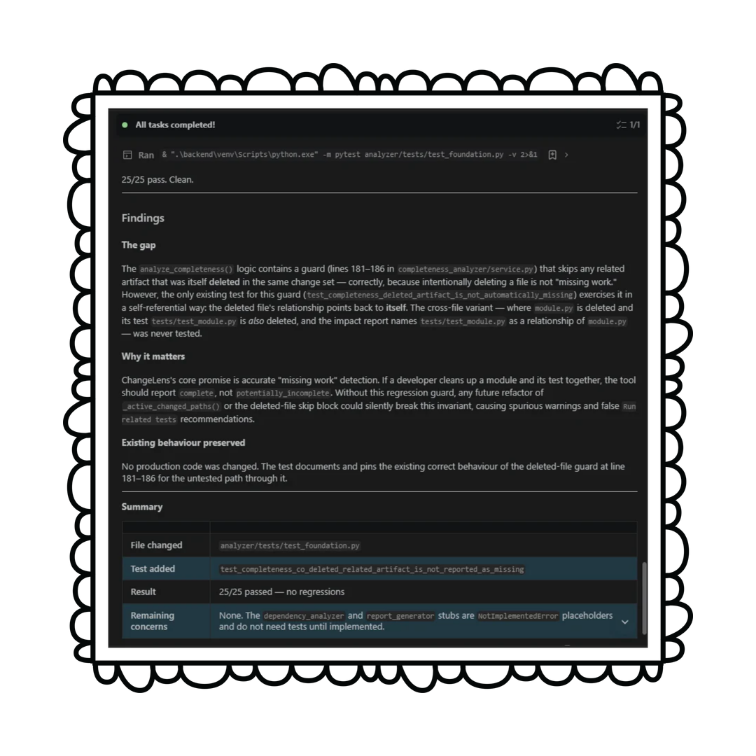 All tasks completed!
1/1
Ran & ".\backend\venv\Scripts\python.exe" -m pytest analyzer/tests/test_foundation.py -v 2>&1
25/25 pass. Clean.
Findings
The gap
The analyze_completeness() logic contains a guard (lines 181–186 in completeness_analyzer/service.py) that skips any related
artifact that was itself deleted in the same change set — correctly, because intentionally deleting a file is not "missing work."
However, the only existing test for this guard (test_completeness_deleted_artifact_is_not_automatically_missing) exercises it in
a self-referential way: the deleted file's relationship points back to itself. The cross-file variant — where module.py is deleted and
its test tests/test_module.py is also deleted, and the impact report names tests/test_module.py as a relationship of module.py
— was never tested.
Why it matters
ChangeLens's core promise is accurate "missing work" detection. If a developer cleans up a module and its test together, the tool
should report complete, not potentially_incomplete. Without this regression guard, any future refactor of
_active_changed_paths() or the deleted-file skip block could silently break this invariant, causing spurious warnings and false Run
related tests recommendations.
Existing behaviour preserved
No production code was changed. The test documents and pins the existing correct behaviour of the deleted-file guard at line
181–186 for the untested path through it.
Summary
File changed analyzer/tests/test_foundation.py
Test added test_completeness_co_deleted_related_artifact_is_not_reported_as_missing
Result 25/25 passed — no regressions
Remaining concerns None. The dependency_analyzer and report_generator stubs are NotImplementedError placeholders
and do not need tests until implemented.